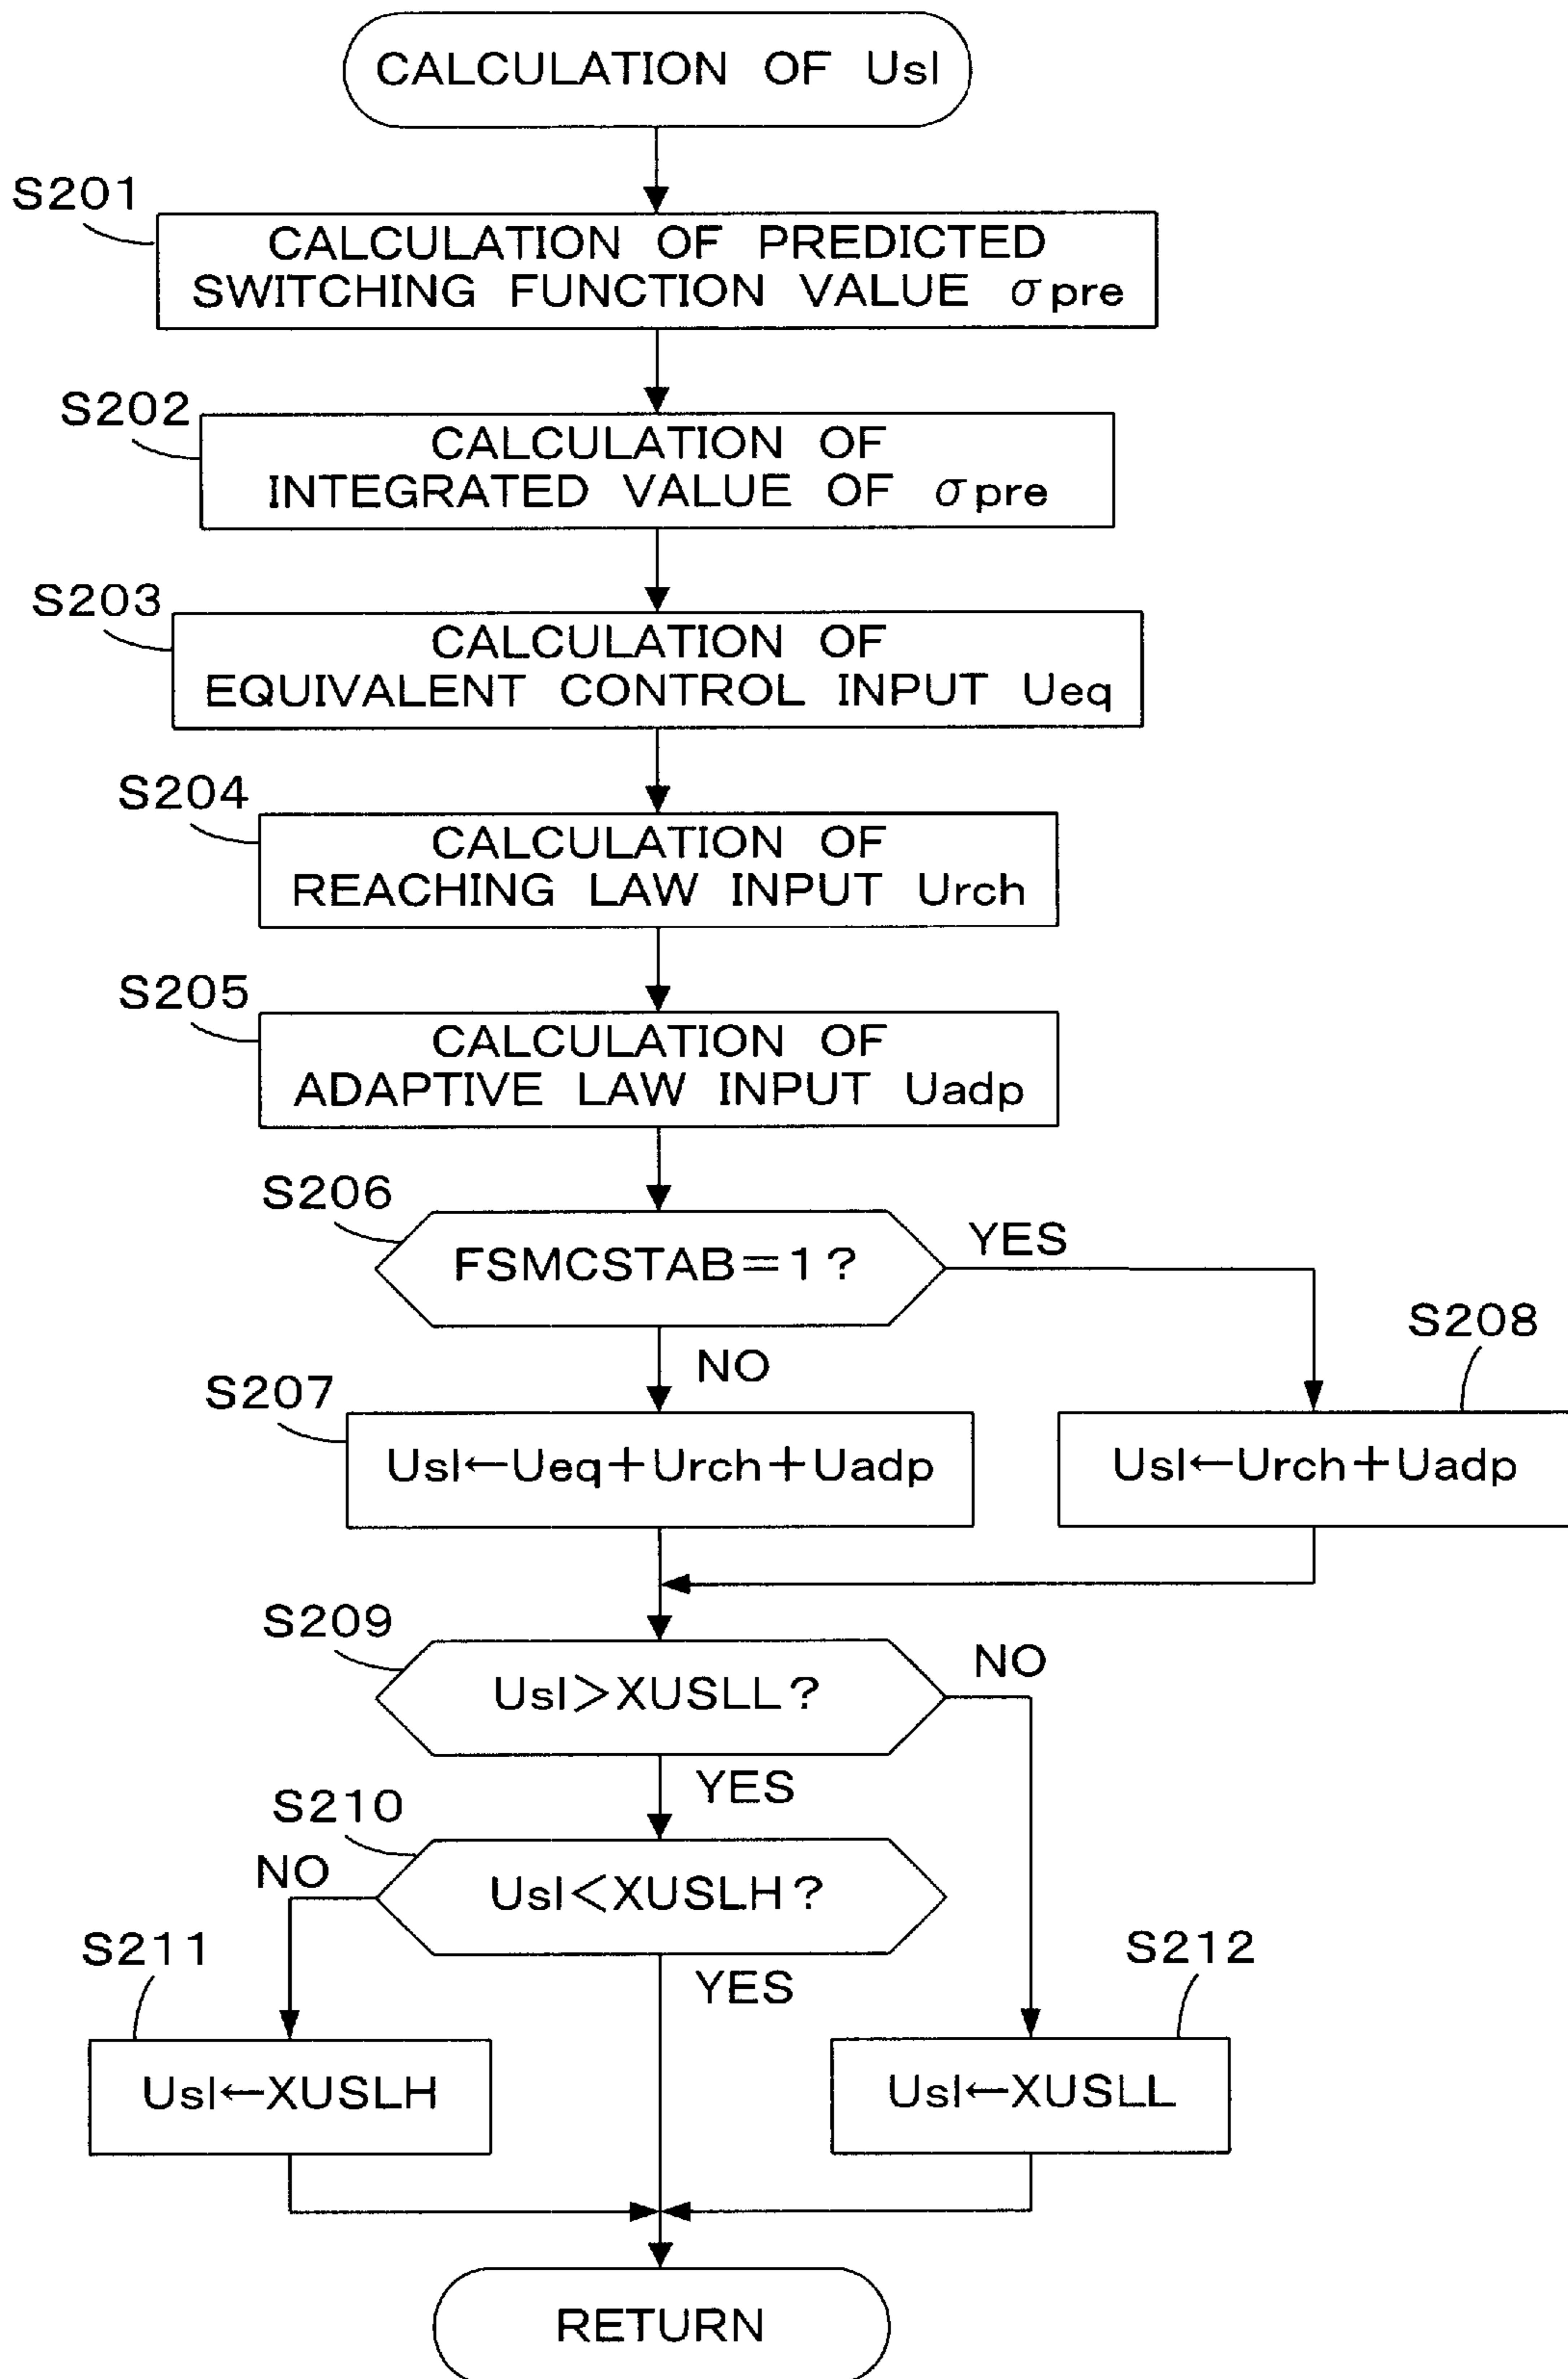 CALCULATION OF Usl
S201
CALCULATION OF PREDICTED
SWITCHING FUNCTION VALUE σpre
S202
CALCULATION OF
INTEGRATED VALUE OF σpre
S203
CALCULATION OF
EQUIVALENT CONTROL INPUT Ueq
S204
CALCULATION OF
REACHING LAW INPUT Urch
S205
CALCULATION OF
ADAPTIVE LAW INPUT Uadp
S206
FSMCSTAB=1?
YES
NO
S207
Usl←Ueq+Urch+Uadp
S208
Usl←Urch+Uadp
S209
Usl>XUSLL?
NO
YES
S210
Usl<XUSLH?
NO
YES
S211
Usl←XUSLH
S212
Usl←XUSLL
RETURN